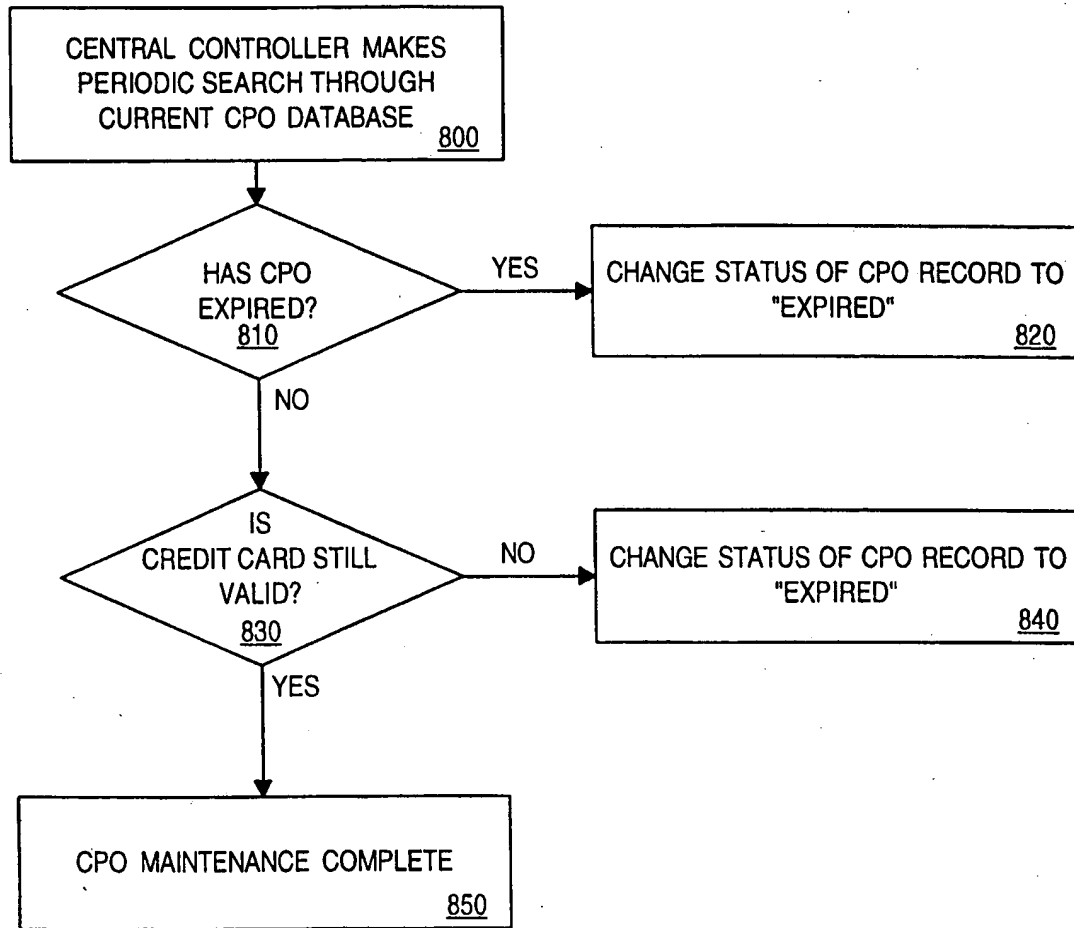 CENTRAL CONTROLLER MAKES
PERIODIC SEARCH THROUGH
CURRENT CPO DATABASE
800
HAS CPO
EXPIRED?
810
YES
CHANGE STATUS OF CPO RECORD TO
"EXPIRED"
820
NO
IS
CREDIT CARD STILL
VALID?
830
NO
CHANGE STATUS OF CPO RECORD TO
"EXPIRED"
840
YES
CPO MAINTENANCE COMPLETE
850